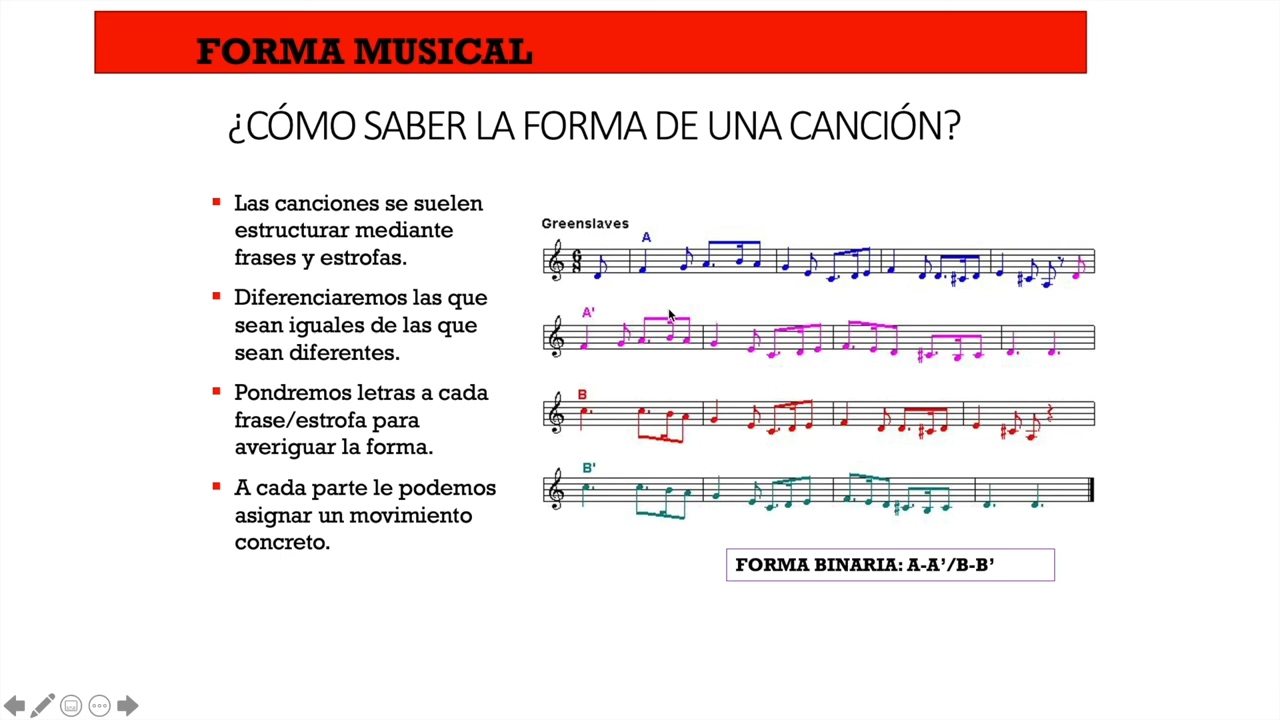 FORMA MUSICAL
¿CÓMO SABER LA FORMA DE UNA CANCIÓN?
Las canciones se suelen
estructurar mediante
frases y estrofas.
Diferenciaremos las que
sean iguales de las que
sean diferentes.
Pondremos letras a cada
frase/estrofa para
averiguar la forma.
A cada parte le podemos
asignar un movimiento
concreto.
Greenslaves
A
6
8
A'
B
B'
FORMA BINARIA: A-A’/B-B’